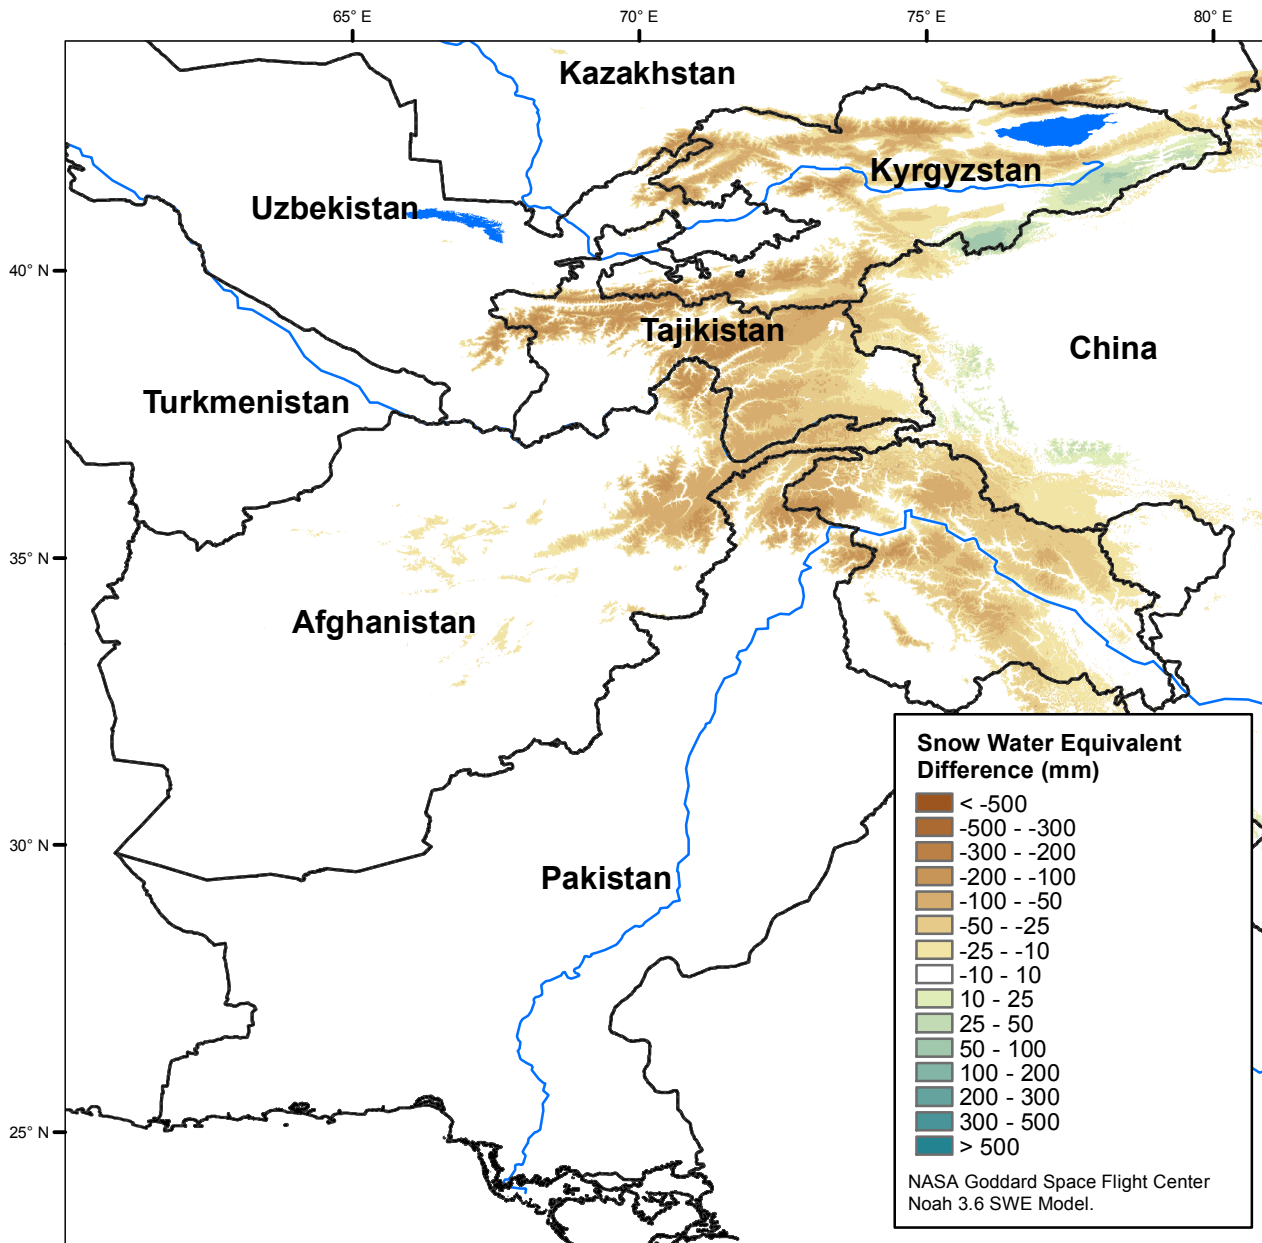 65° E
70° E
75° E
80° E
Kazakhstan
Kyrgyzstan
Uzbekistan
40° N
Tajikistan
China
Turkmenistan
35° N
Afghanistan
30° N
Pakistan
25° N
Snow Water Equivalent
Difference (mm)
< -500
-500 - -300
-300 - -200
-200 - -100
-100 - -50
-50 - -25
-25 - -10
-10 - 10
10 - 25
25 - 50
50 - 100
100 - 200
200 - 300
300 - 500
> 500
NASA Goddard Space Flight Center
Noah 3.6 SWE Model.